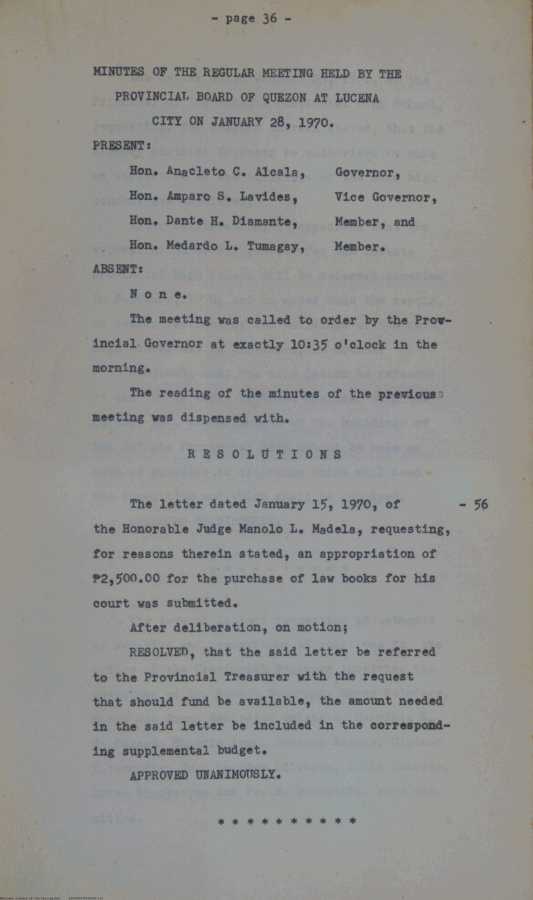 - page 36 -
MINUTES OF THE REGULAR MEETING HELD BY THE
PROVINCIAL BOARD OF QUEZON AT LUCENA
CITY ON JANUARY 28, 1970.
PRESENT:
Hon. Anacleto C. Alcala, Governor,
Hon. Amparo S. Lavides, Vice Governor,
Hon. Dante H. Diamante, Member, and
Hon. Medardo L. Tumagay, Member.
ABSENT:
N o n e.
The meeting was called to order by the Prov-
incial Governor at exactly 10:35 o'clock in the
morning.
The reading of the minutes of the previous
meeting was dispensed with.
R E S O L U T I O N S
The letter dated January 15, 1970, of - 56
the Honorable Judge Manolo L. Madela, requesting,
for reasons therein stated, an appropriation of
₱2,500.00 for the purchase of law books for his
court was submitted.
After deliberation, on motion;
RESOLVED, that the said letter be referred
to the Provincial Treasurer with the request
that should fund be available, the amount needed
in the said letter be included in the correspond-
ing supplemental budget.
APPROVED UNANIMOUSLY.
* * * * * * * * * *